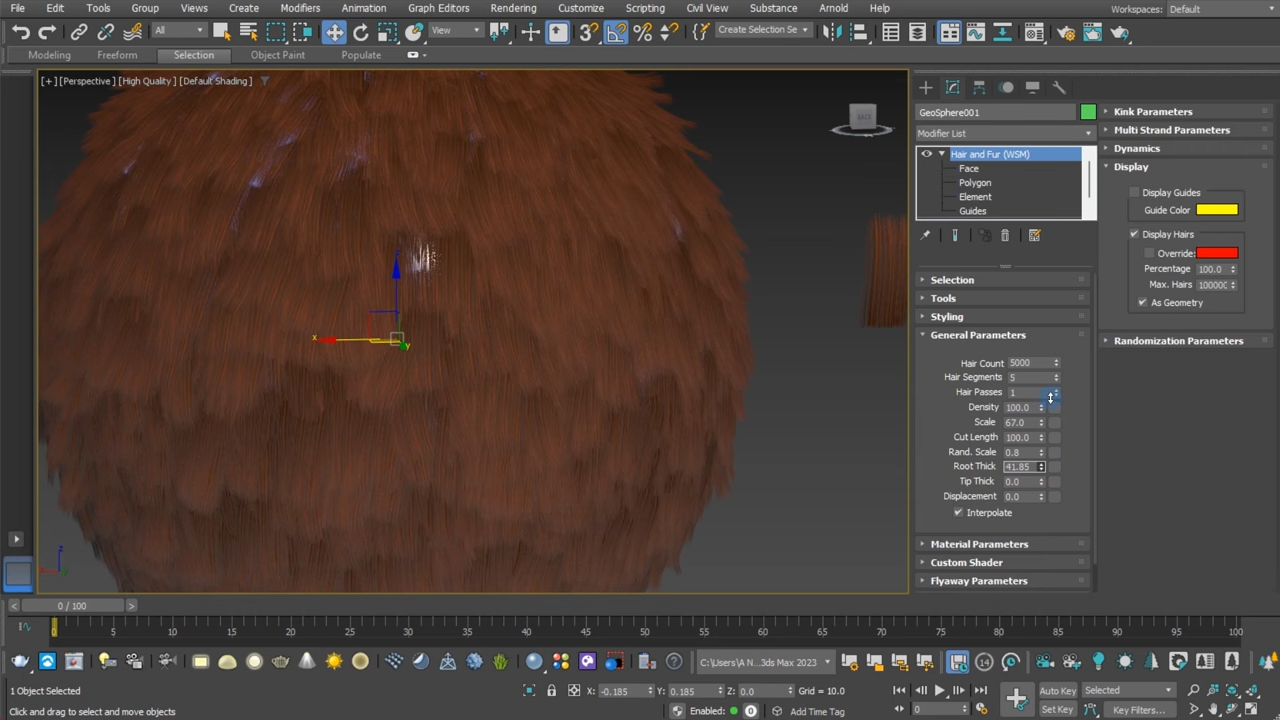 File Edit Tools Group Views Create Modifiers Animation Graph Editors Rendering Customize Scripting Civil View Substance Arnold Help Workspaces: Default
All View Create Selection Se
Modeling Freeform Selection Object Paint Populate
[+] [Perspective] [High Quality] [Default Shading]
BACK
GeoSphere001
Modifier List
Hair and Fur (WSM)
Face
Polygon
Element
Guides
Selection
Tools
Styling
General Parameters
Hair Count 5000
Hair Segments 5
Hair Passes 1
Density 100.0
Scale 67.0
Cut Length 100.0
Rand. Scale 0.8
Root Thick 41.85
Tip Thick 0.0
Displacement 0.0
Interpolate
Material Parameters
Custom Shader
Flyaway Parameters
Kink Parameters
Multi Strand Parameters
Dynamics
Display
Display Guides
Guide Color
Display Hairs
Override:
Percentage 100.0
Max. Hairs 10000
As Geometry
Randomization Parameters
x
y
z
0 / 100
0 5 10 15 20 25 30 35 40 45 50 55 60 65 70 75 80 85 90 95 100
C:\Users\A N...3ds Max 2023
14
1 Object Selected X: -0.185 Y: 0.185 Z: 0.0 Grid = 10.0 Auto Key Selected
Click and drag to select and move objects Enabled: 0 Add Time Tag 0 Set Key Key Filters...